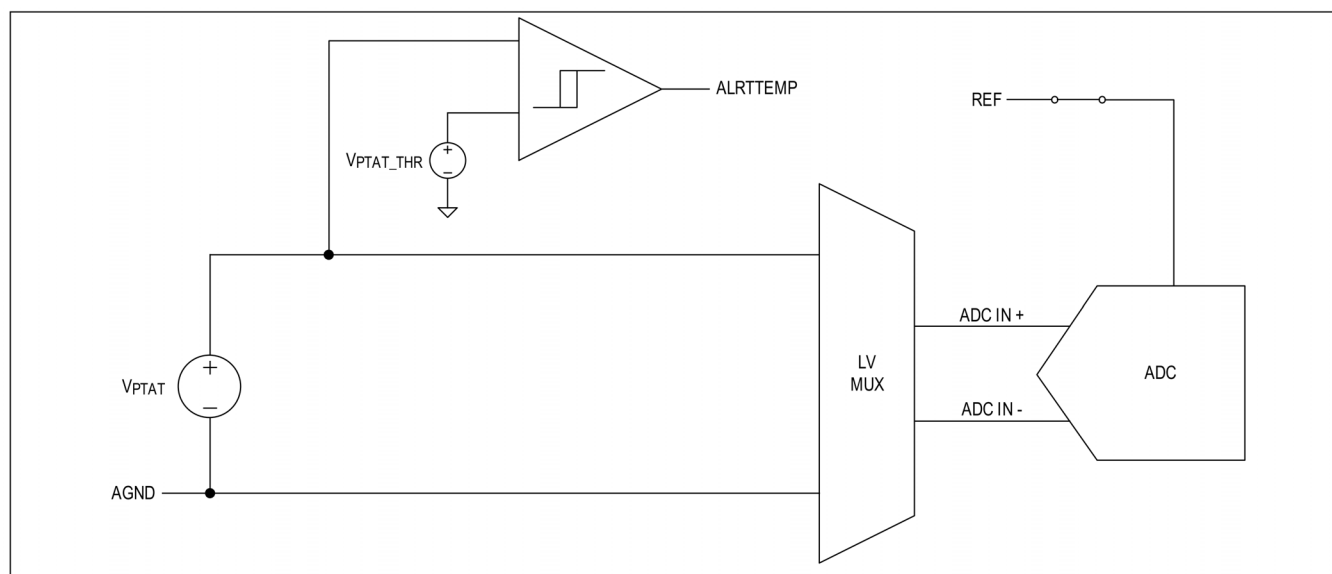 ALRTTEMP
REF
VPTAT_THR
+
–
ADC IN +
LV
MUX
ADC
VPTAT
+
–
ADC IN -
AGND